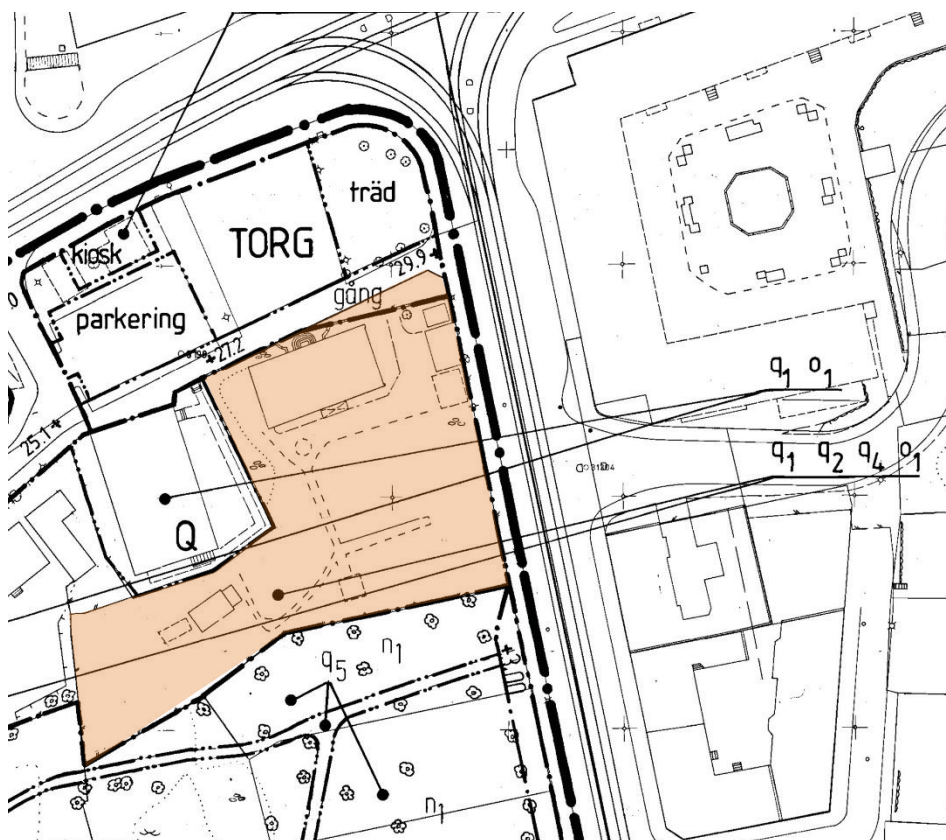 träd
TORG
kiosk
29.9+
gång
parkering
+27.2
25.1+
q1 o1
q1 q2 q4 o1
Q
n1
q5
n1